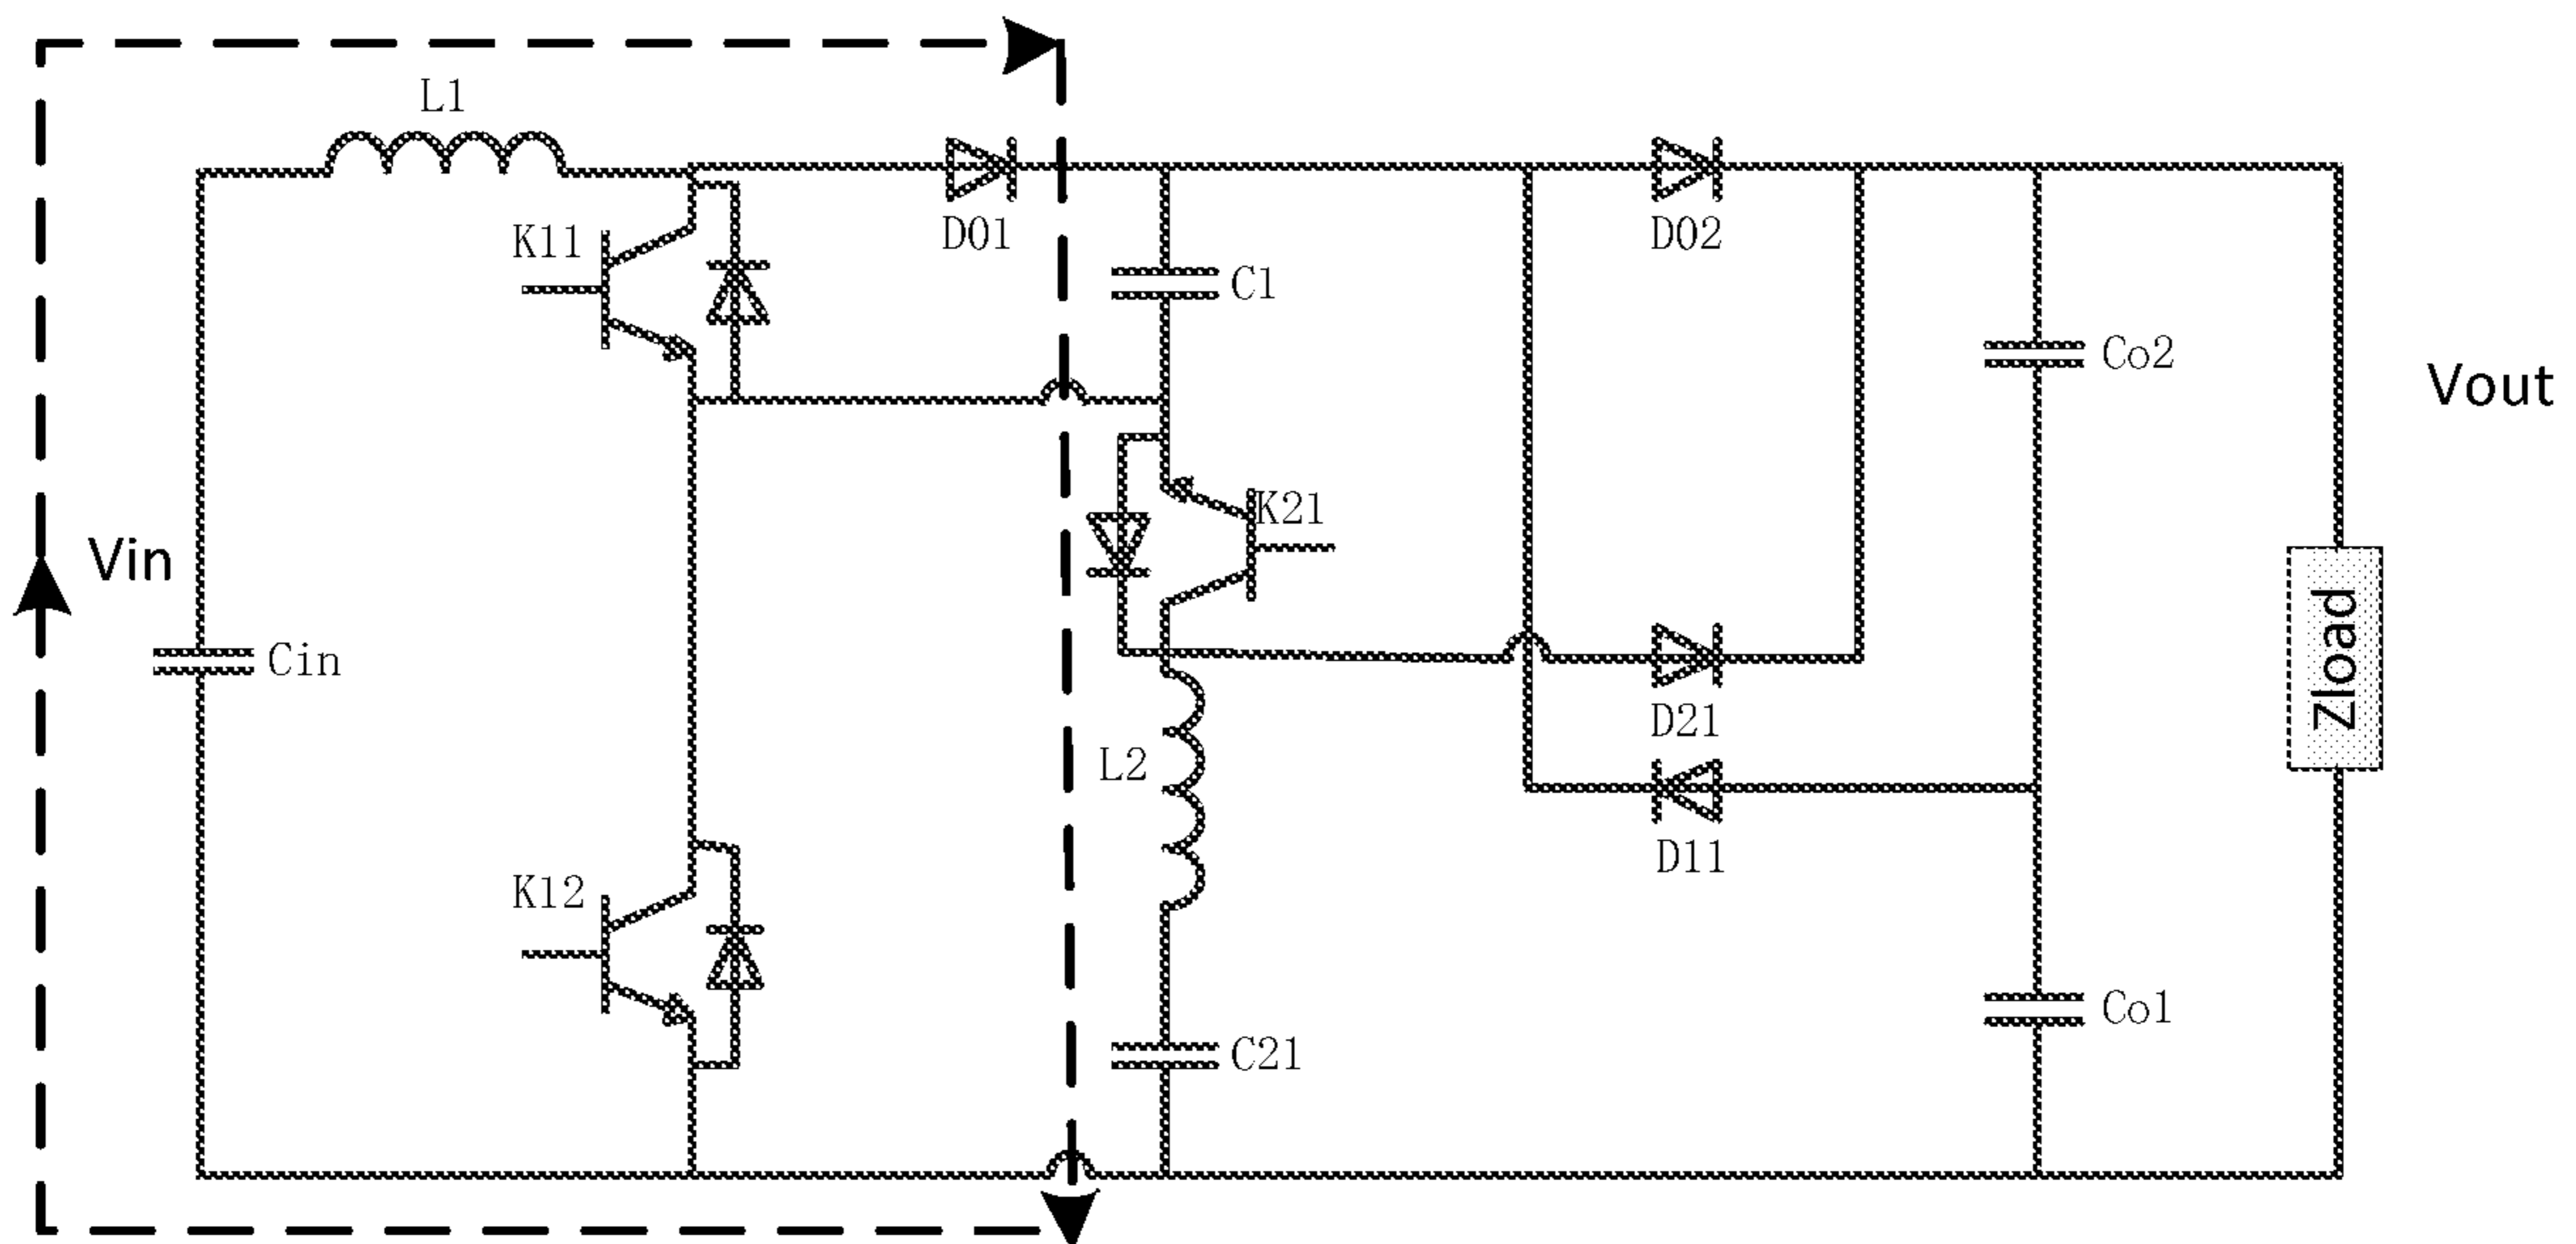 L1
K11
D01
D02
C1
Co2
Vout
K21
Vin
Cin
Zload
D21
L2
D11
K12
Co1
C21